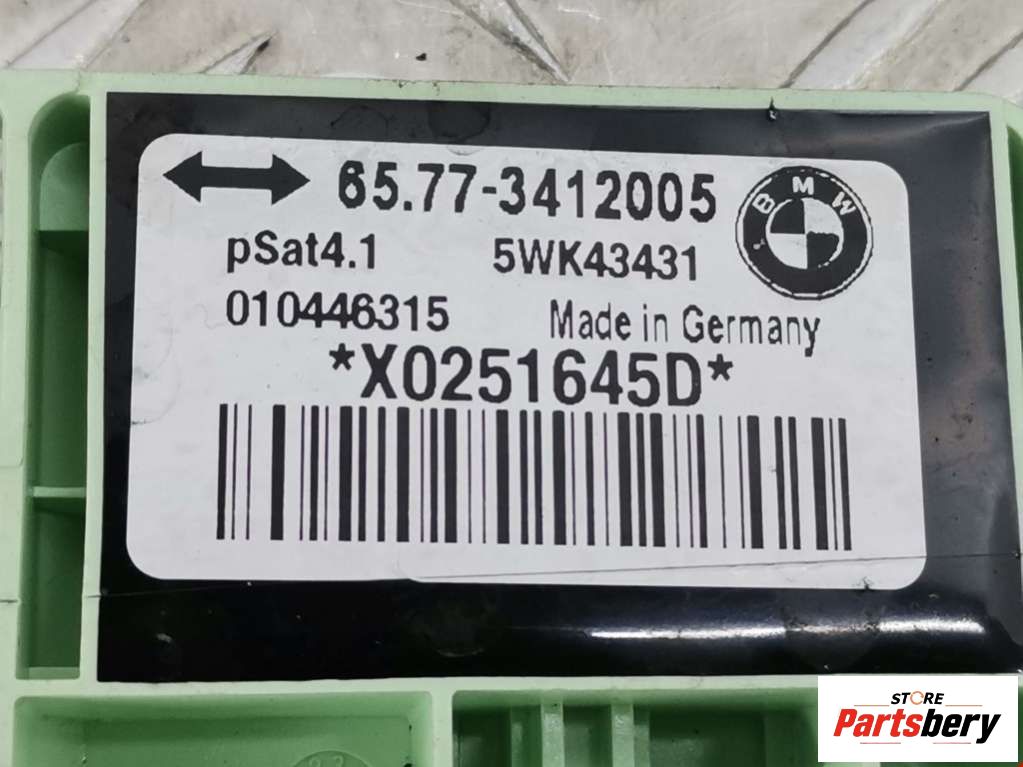 65.77-3412005
BMW
pSat4.1 5WK43431
010446315 Made in Germany
*X0251645D*
STORE
Partsbery